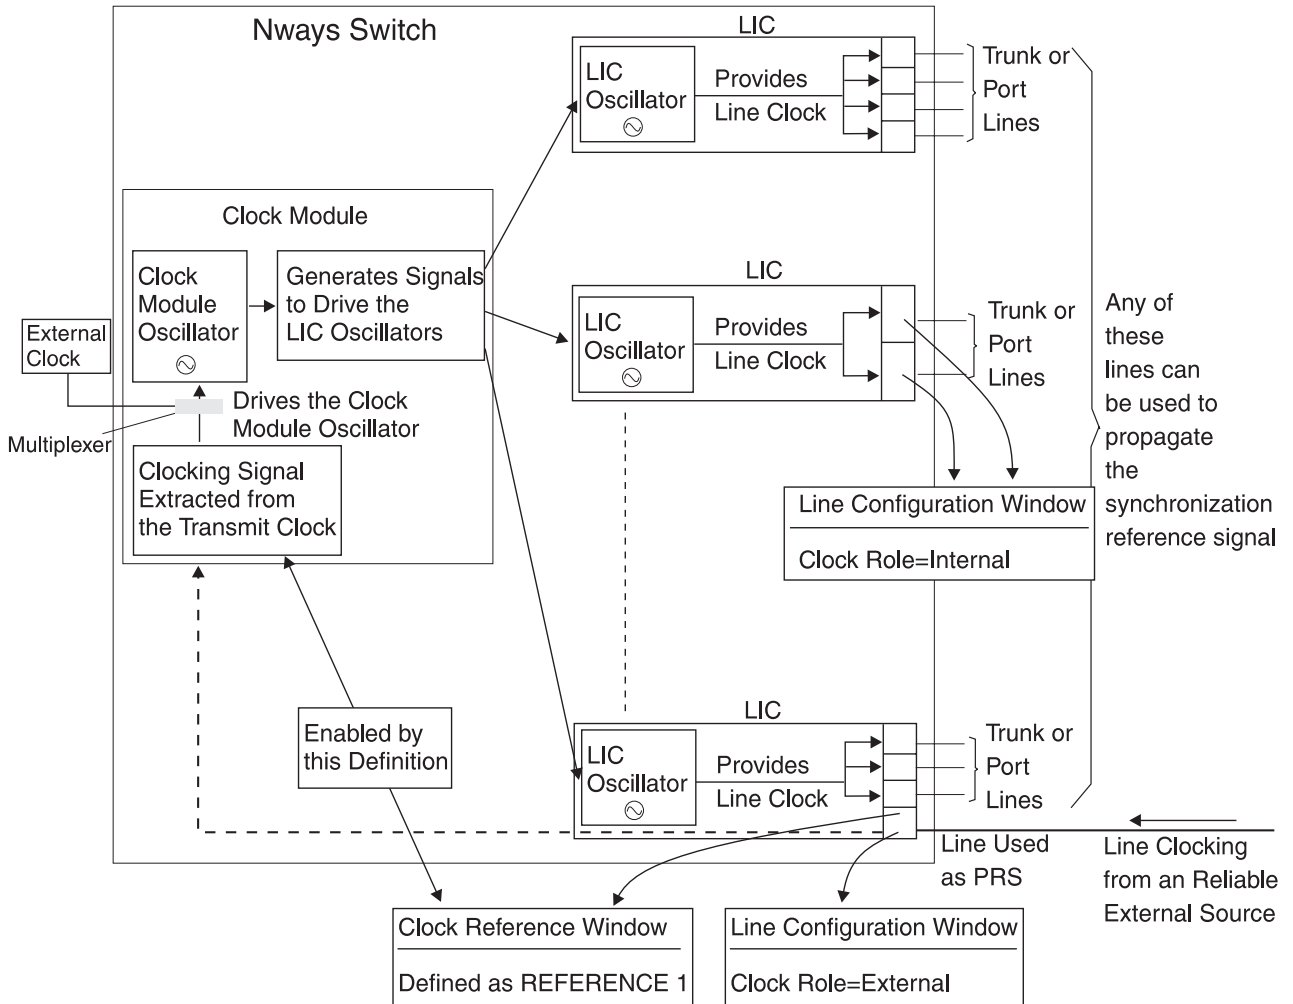 Nways Switch
LIC
LIC
Oscillator
Provides
Line Clock
Trunk or
Port
Lines
Clock Module
Clock
Module
Oscillator
Generates Signals
to Drive the
LIC Oscillators
External
Clock
Multiplexer
Drives the Clock
Module Oscillator
Clocking Signal
Extracted from
the Transmit Clock
LIC
LIC
Oscillator
Provides
Line Clock
Trunk or
Port
Lines
Any of
these
lines can
be used to
propagate
the
synchronization
reference signal
Line Configuration Window
Clock Role=Internal
Enabled by
this Definition
LIC
LIC
Oscillator
Provides
Line Clock
Trunk or
Port
Lines
Line Used
as PRS
Line Clocking
from an Reliable
External Source
Clock Reference Window
Defined as REFERENCE 1
Line Configuration Window
Clock Role=External